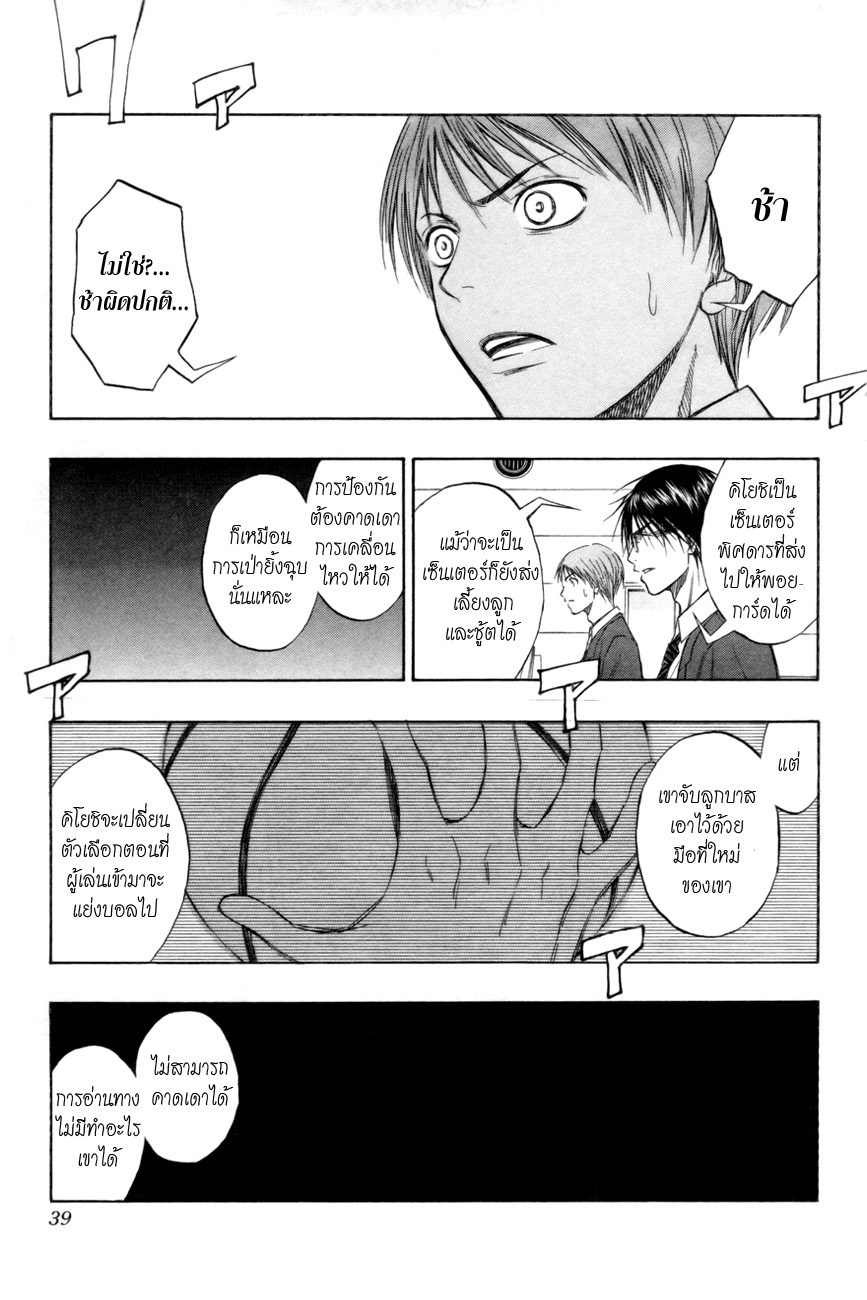 ワァ
ァ
ช้า
ไม่ใช่?...
ช้าผิดปกติ...
ァ
คิโยชิเป็น
เซ็นเตอร์
พิศดารที่ส่ง
ไปให้พอย-
การ์ดได้
แม้ว่าจะเป็น
เซ็นเตอร์ก็ยังส่ง
เลี้ยงลูก
และชู้ตได้
การป้องกัน
ต้องคาดเดา
การเคลื่อน
ไหวให้ได้
ก็เหมือน
การเป่ายิ้งฉุบ
นั่นแหละ
ァ
ァ
แต่
เขาจับลูกบาส
เอาไว้ด้วย
มือที่ใหม่
ของเขา
คิโยชิจะเปลี่ยน
ตัวเลือกตอนที่
ผู้เล่นเข้ามาจะ
แย่งบอลไป
ァ
ไม่สามารถ
คาดเดาได้
การอ่านทาง
ไม่มีทำอะไร
เขาได้
39